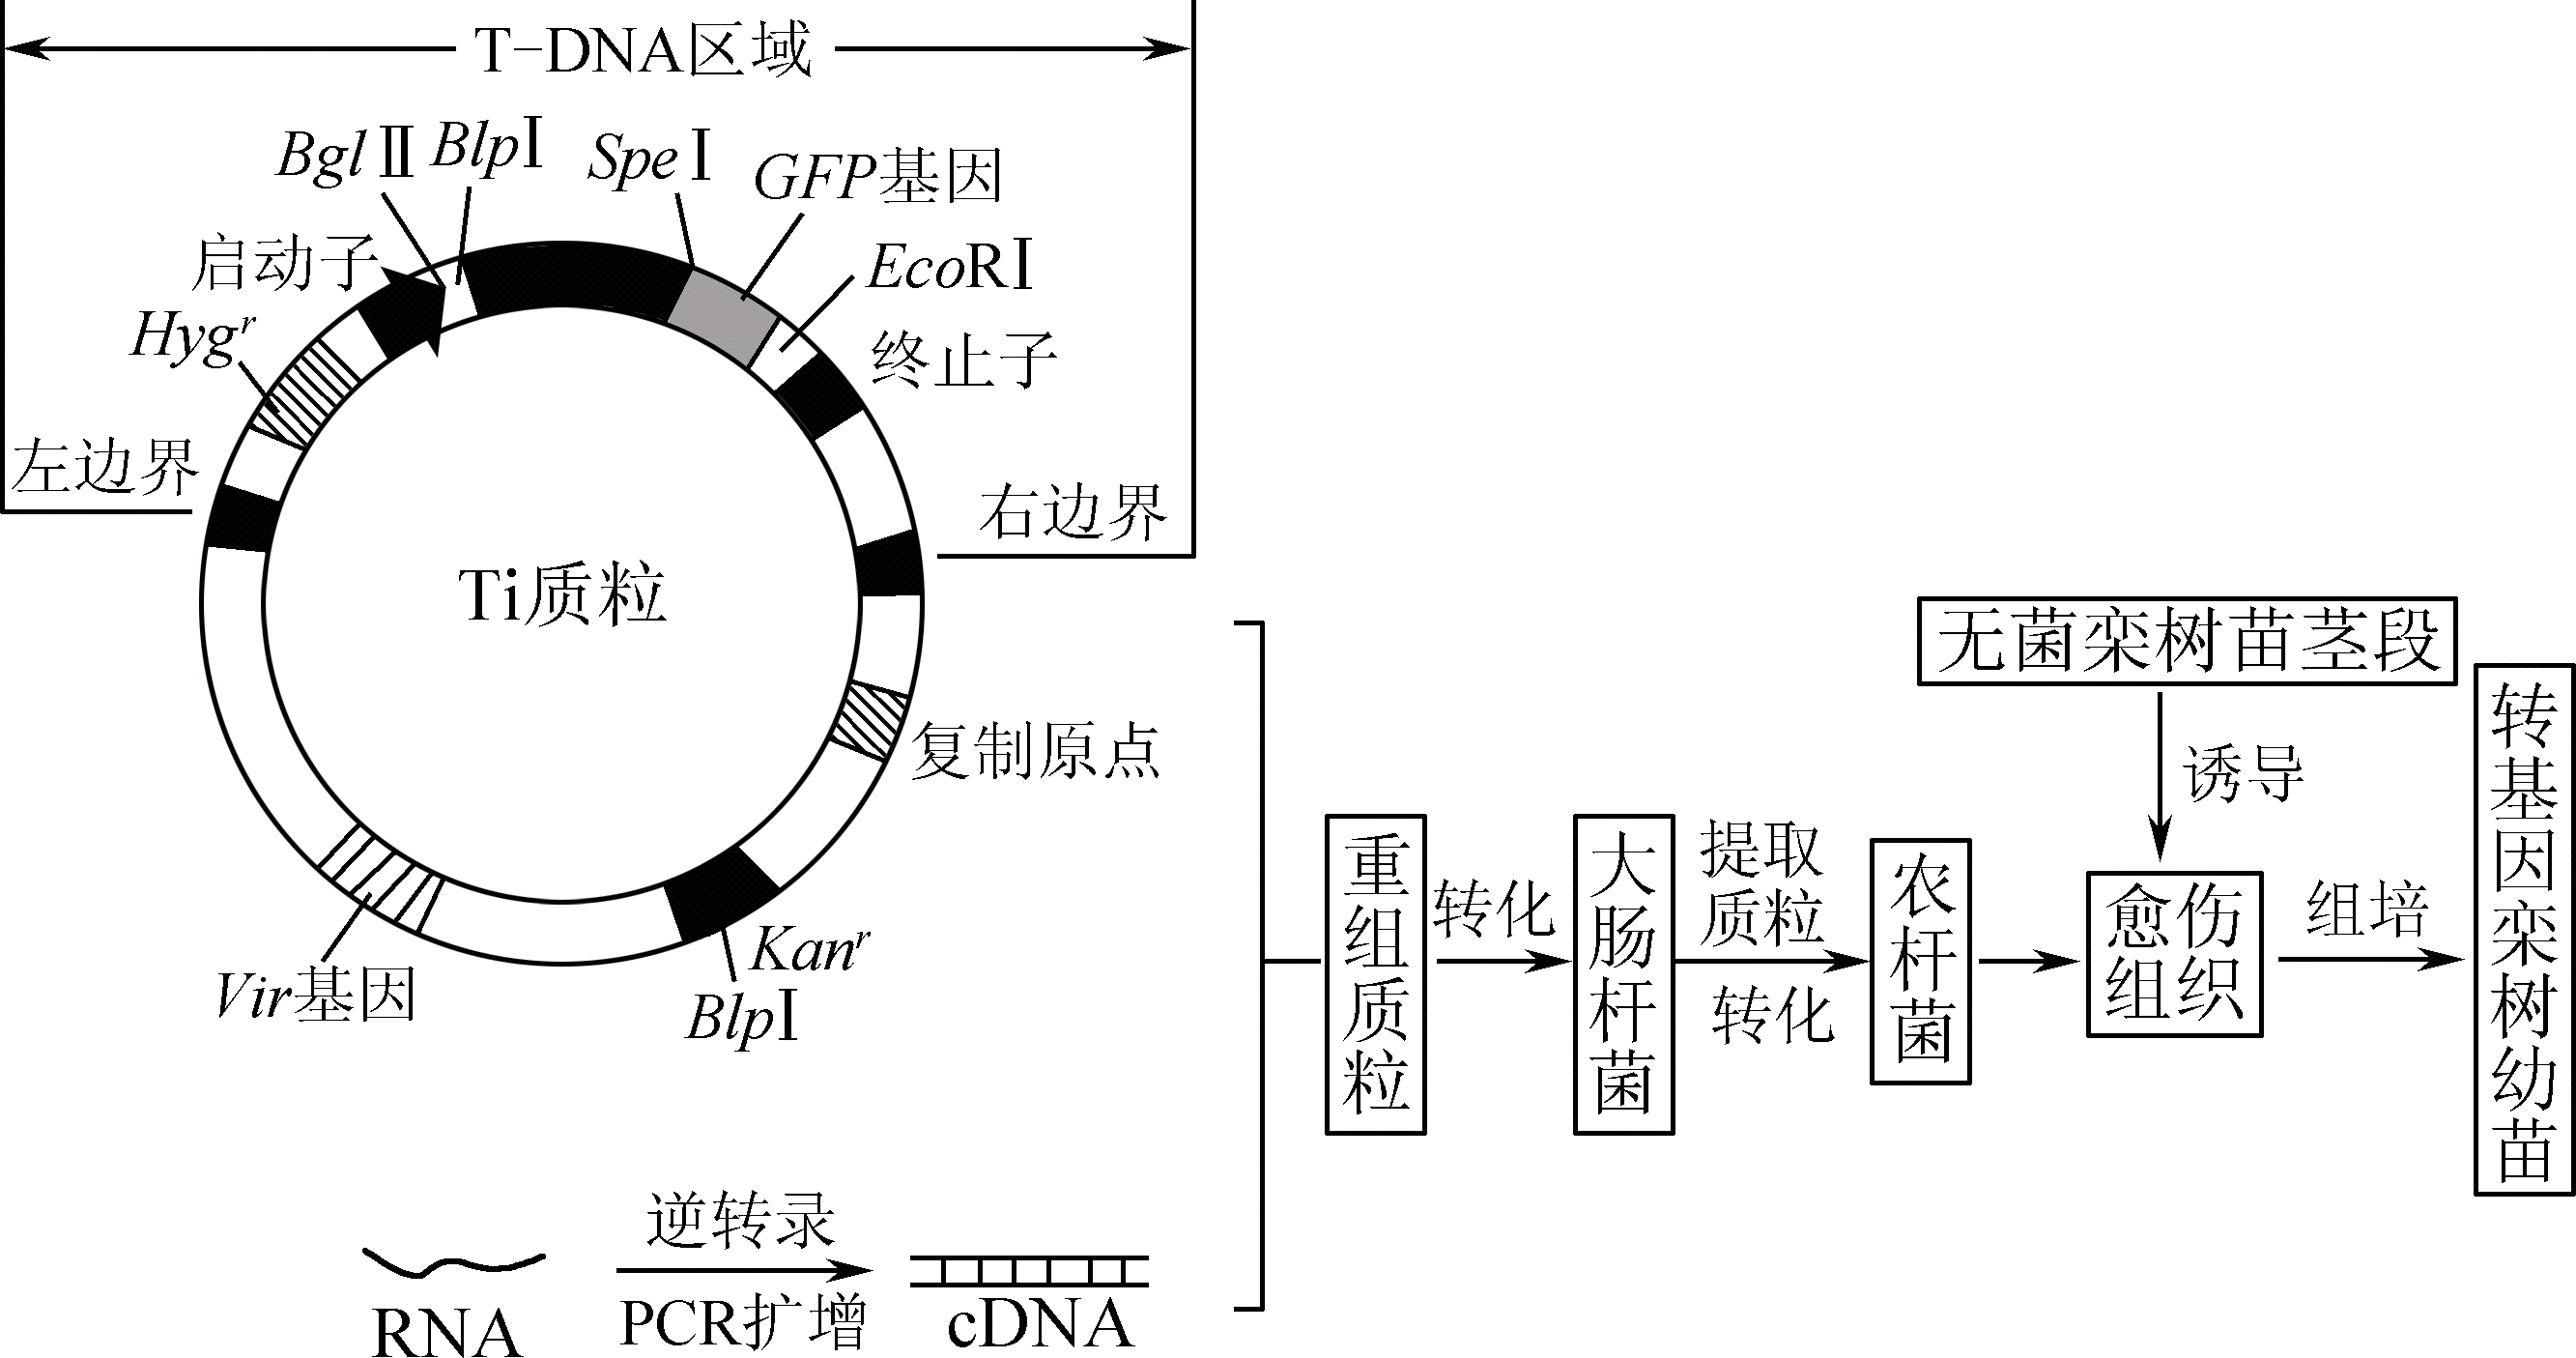 T-DNA区域
BglⅡ
BlpⅠ
SpeⅠ
GFP基因
EcoRⅠ
启动子
Hygʳ
终止子
左边界
右边界
Ti质粒
复制原点
Kanʳ
BlpⅠ
Vir基因
RNA
逆转录
PCR扩增
cDNA
重组质粒
转化
大肠杆菌
提取
质粒
转化
农杆菌
无菌栾树苗茎段
诱导
愈伤
组织
组培
转基因栾树幼苗